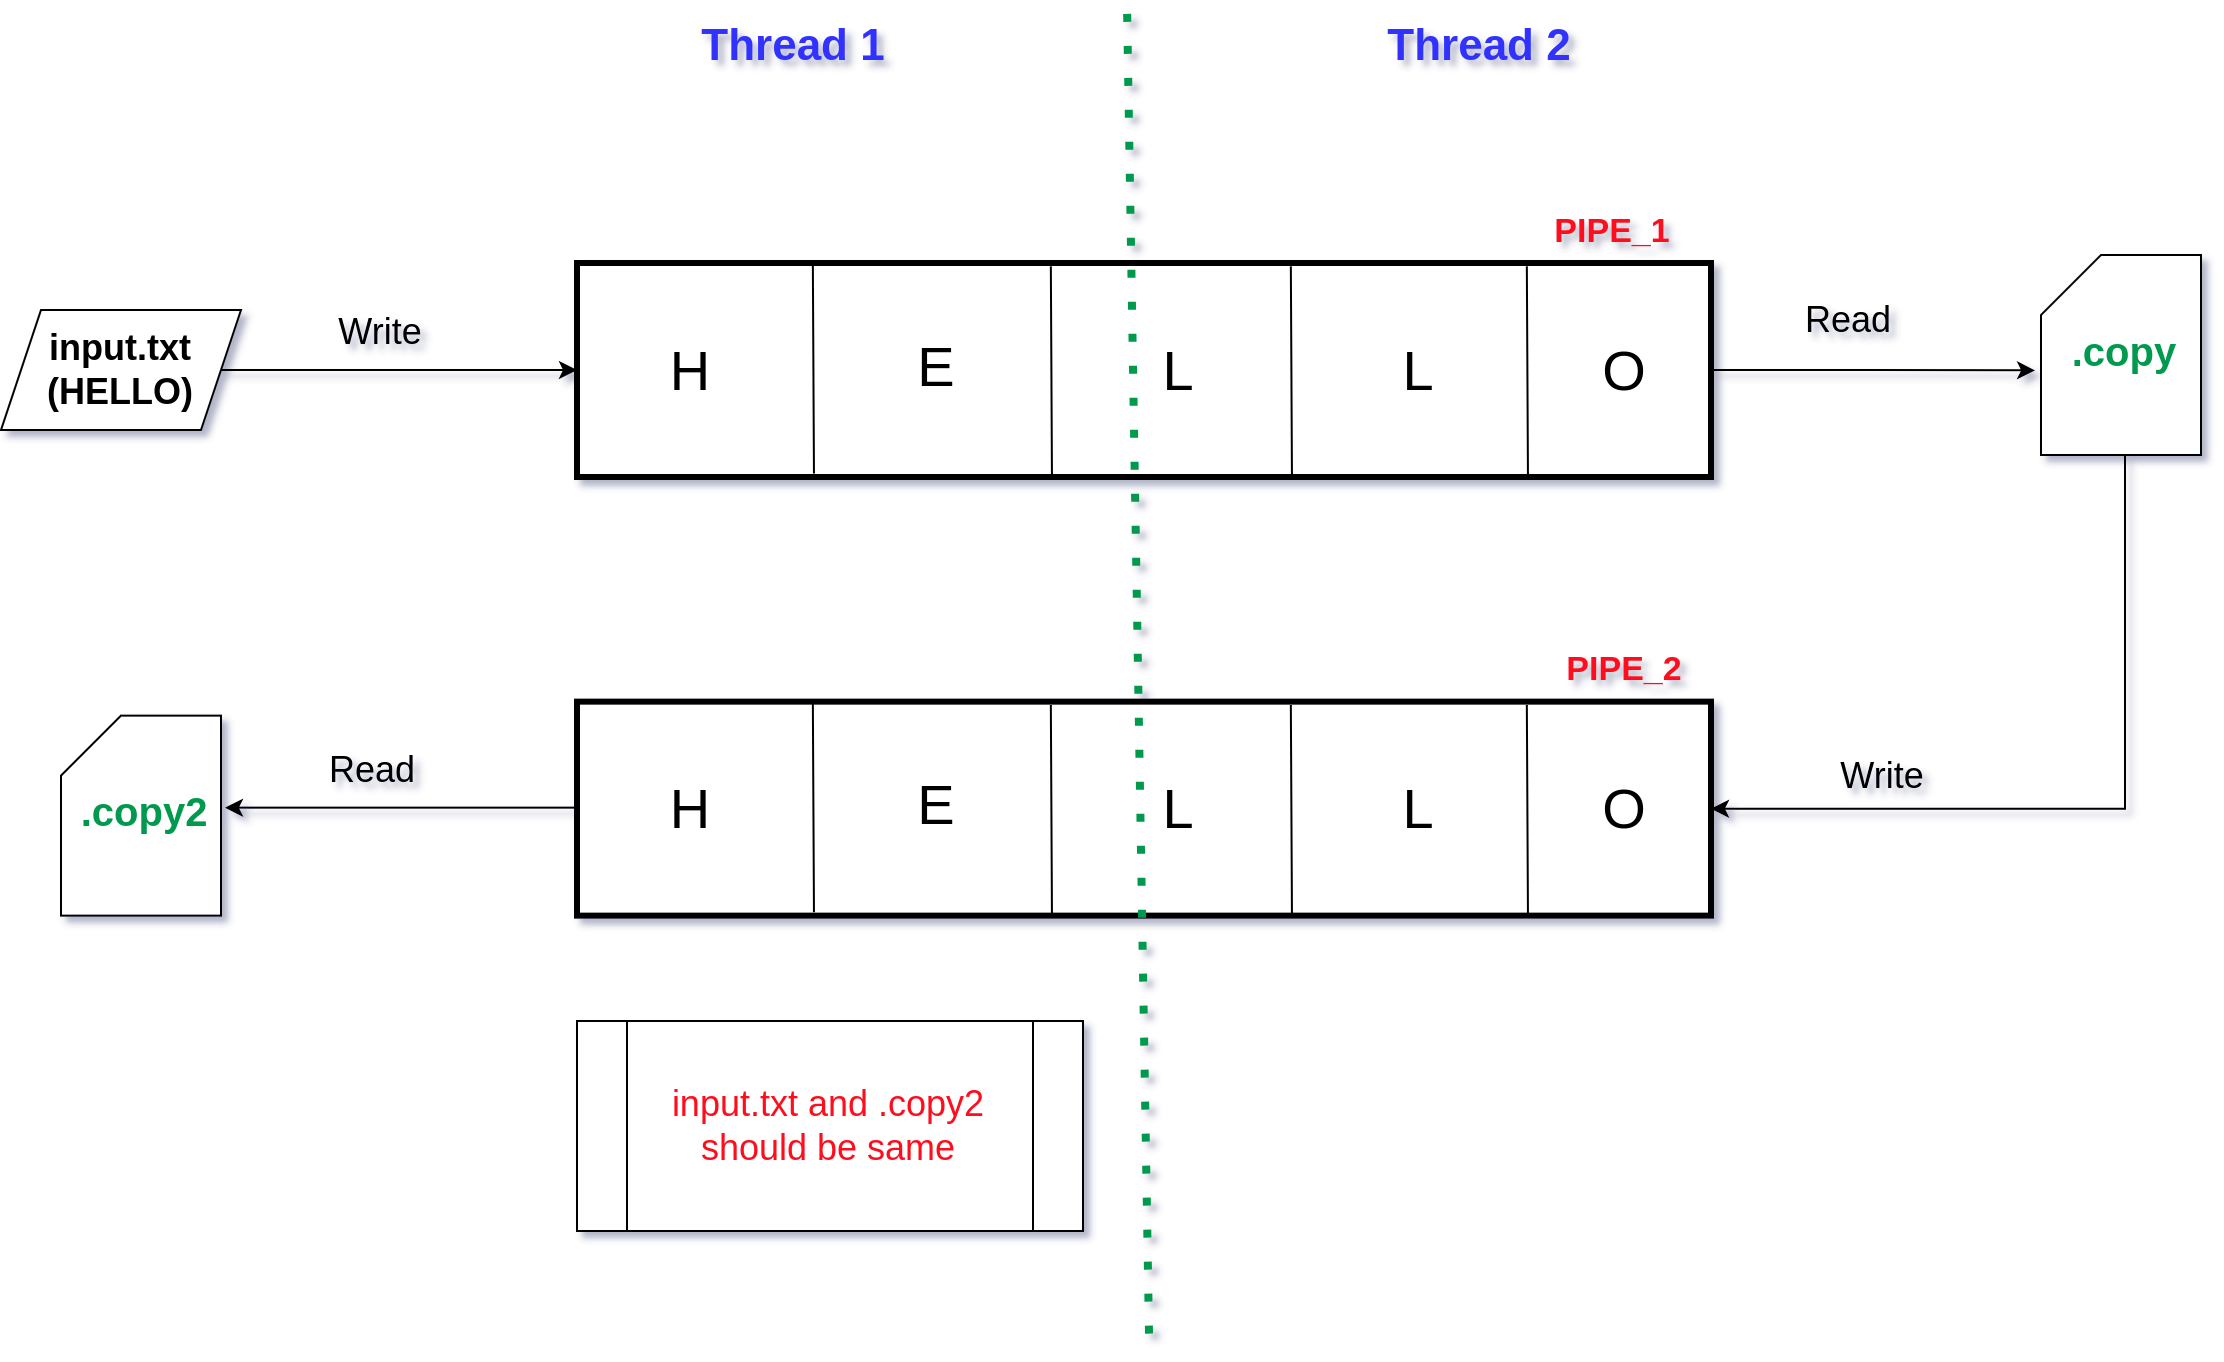 Thread 1
Thread 2
PIPE_1
input.txt
(HELLO)
Write
H
E
L
L
O
Read
.copy
PIPE_2
.copy2
Read
H
E
L
L
O
Write
input.txt and .copy2
should be same